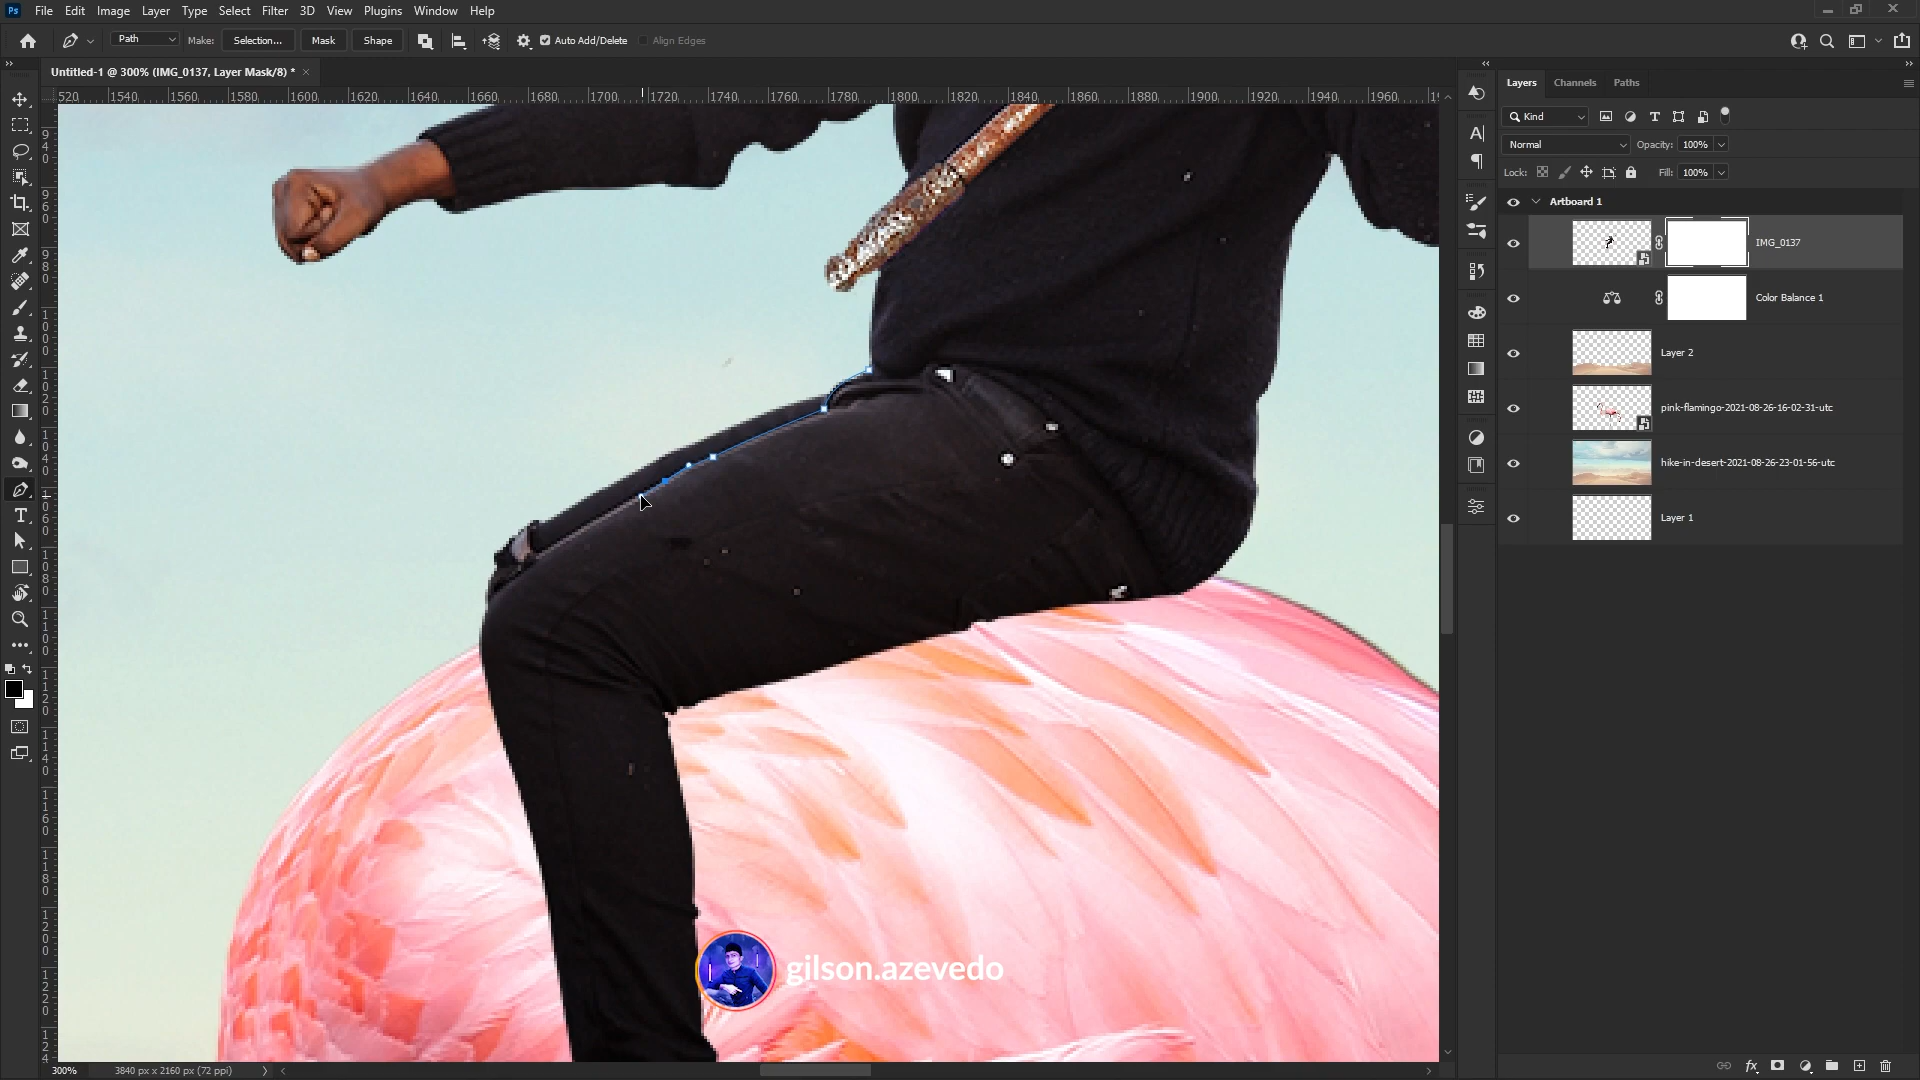 Ps File Edit Image Layer Type Select Filter 3D View Plugins Window Help
Path Make: Selection... Mask Shape Auto Add/Delete Align Edges
Untitled-1 @ 300% (IMG_0137, Layer Mask/8) * ×
520 1540 1560 1580 1600 1620 1640 1660 1680 1700 1720 1740 1760 1780 1800 1820 1840 1860 1880 1900 1920 1940 1960
Layers Channels Paths
Kind
Normal Opacity: 100%
Lock: Fill: 100%
Artboard 1
IMG_0137
Color Balance 1
Layer 2
pink-flamingo-2021-08-26-16-02-31-utc
hike-in-desert-2021-08-26-23-01-56-utc
Layer 1
gilson.azevedo
300% 3840 px x 2160 px (72 ppi)